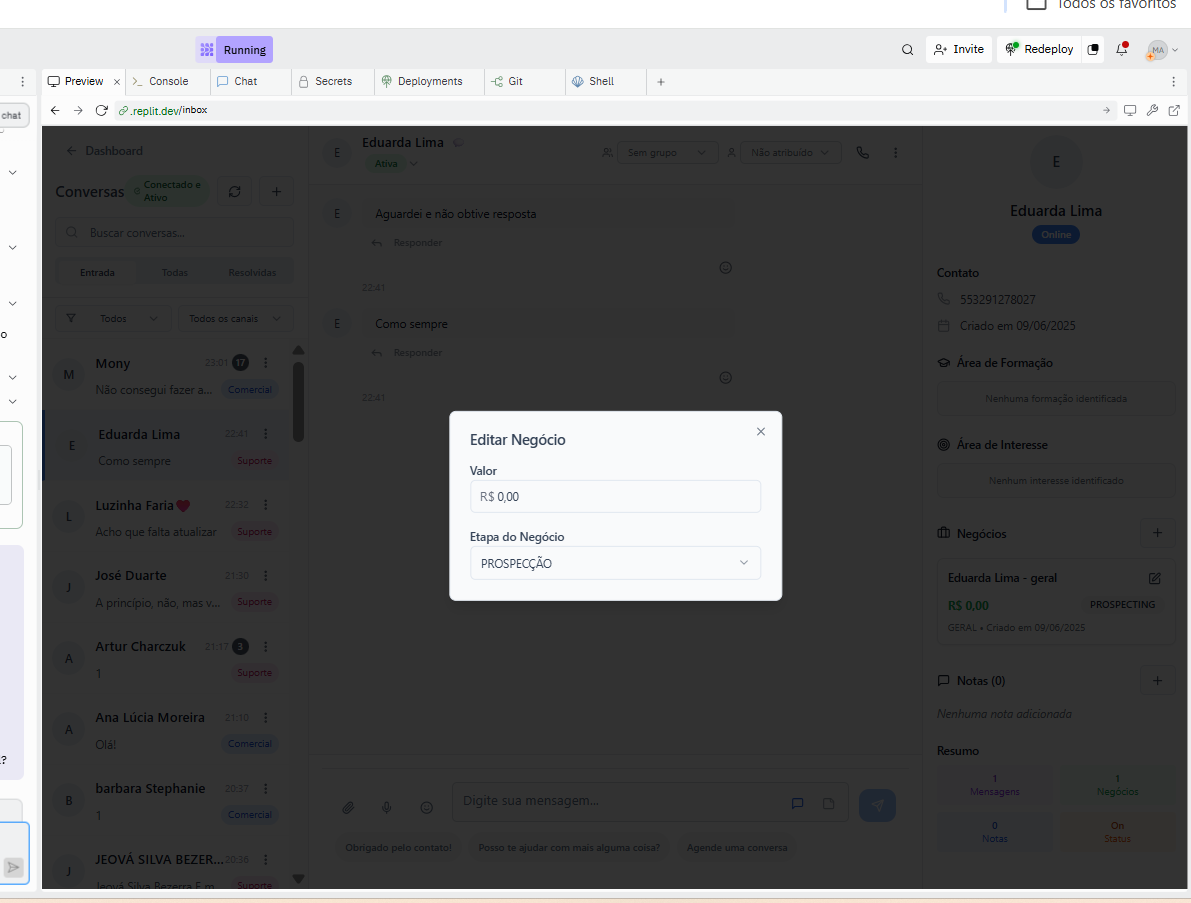 Todos os favoritos
Running
Invite
Redeploy
MA
Preview
Console
Chat
Secrets
Deployments
Git
Shell
chat
.replit.dev/inbox
o
?
Dashboard
Conversas
Conectado e
Ativo
Buscar conversas...
Entrada
Todas
Resolvidas
Todos
Todos os canais
M
Mony
23:01
17
Não consegui fazer a...
Comercial
E
Eduarda Lima
22:41
Como sempre
Suporte
L
Luzinha Faria
22:32
Acho que falta atualizar
Suporte
J
José Duarte
21:30
A princípio, não, mas v...
Suporte
A
Artur Charczuk
21:17
3
1
Suporte
A
Ana Lúcia Moreira
21:10
Olá!
Comercial
B
barbara Stephanie
20:37
1
Comercial
J
JEOVÁ SILVA BEZER...
20:36
Jeová Silva Bezerra E m
Suporte
E
Eduarda Lima
Ativa
Sem grupo
Não atribuído
E
Aguardei e não obtive resposta
Responder
22:41
E
Como sempre
Responder
22:41
Editar Negócio
Valor
R$ 0,00
Etapa do Negócio
PROSPECÇÃO
Digite sua mensagem...
Obrigado pelo contato!
Posso te ajudar com mais alguma coisa?
Agende uma conversa
E
Eduarda Lima
Online
Contato
553291278027
Criado em 09/06/2025
Área de Formação
Nenhuma formação identificada
Área de Interesse
Nenhum interesse identificado
Negócios
Eduarda Lima - geral
R$ 0,00
PROSPECTING
GERAL • Criado em 09/06/2025
Notas (0)
Nenhuma nota adicionada
Resumo
1
Mensagens
1
Negócios
0
Notas
On
Status